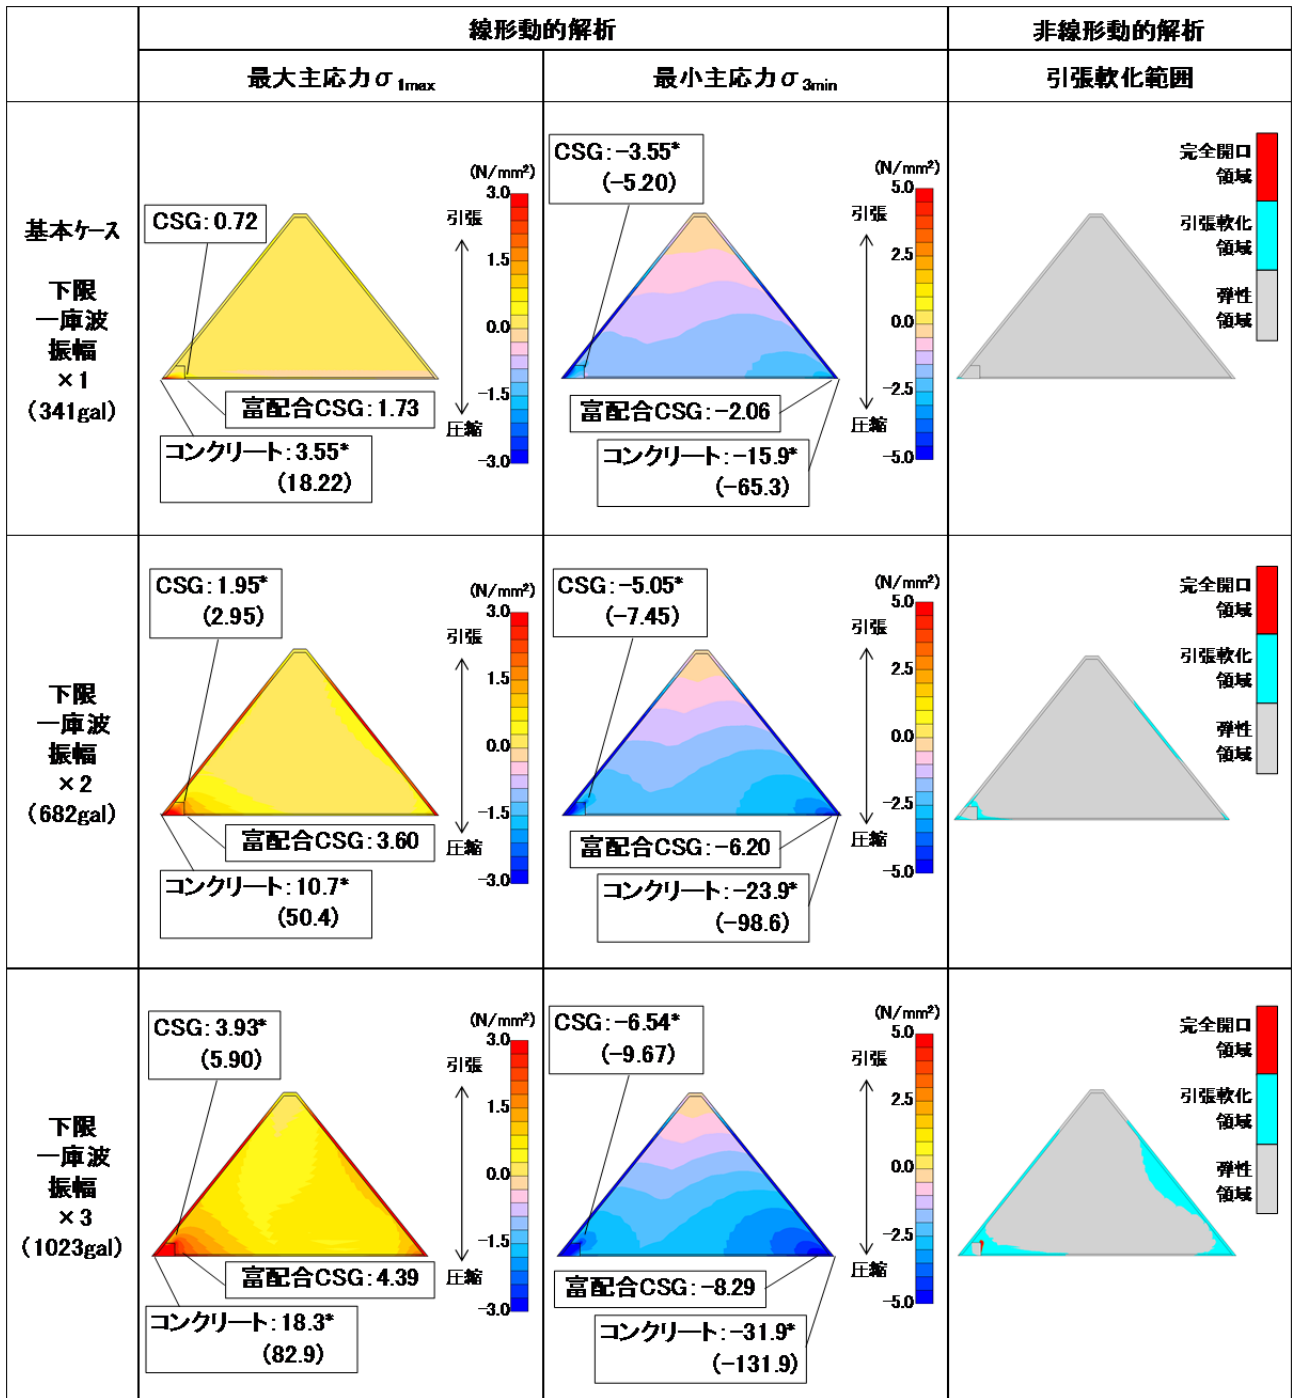 線形動的解析
非線形動的解析
最大主応力σ1max
最小主応力σ3min
引張軟化範囲
基本ケース
下限
一庫波
振幅
×1
(341gal)
CSG:0.72
富配合CSG:1.73
コンクリート:3.55*
(18.22)
(N/mm²)
3.0
1.5
0.0
-1.5
-3.0
引張
圧縮
CSG:-3.55*
(-5.20)
富配合CSG:-2.06
コンクリート:-15.9*
(-65.3)
(N/mm²)
5.0
2.5
0.0
-2.5
-5.0
引張
圧縮
完全開口
領域
引張軟化
領域
弾性
領域
下限
一庫波
振幅
×2
(682gal)
CSG:1.95*
(2.95)
富配合CSG:3.60
コンクリート:10.7*
(50.4)
(N/mm²)
3.0
1.5
0.0
-1.5
-3.0
引張
圧縮
CSG:-5.05*
(-7.45)
富配合CSG:-6.20
コンクリート:-23.9*
(-98.6)
(N/mm²)
5.0
2.5
0.0
-2.5
-5.0
引張
圧縮
完全開口
領域
引張軟化
領域
弾性
領域
下限
一庫波
振幅
×3
(1023gal)
CSG:3.93*
(5.90)
富配合CSG:4.39
コンクリート:18.3*
(82.9)
(N/mm²)
3.0
1.5
0.0
-1.5
-3.0
引張
圧縮
CSG:-6.54*
(-9.67)
富配合CSG:-8.29
コンクリート:-31.9*
(-131.9)
(N/mm²)
5.0
2.5
0.0
-2.5
-5.0
引張
圧縮
完全開口
領域
引張軟化
領域
弾性
領域